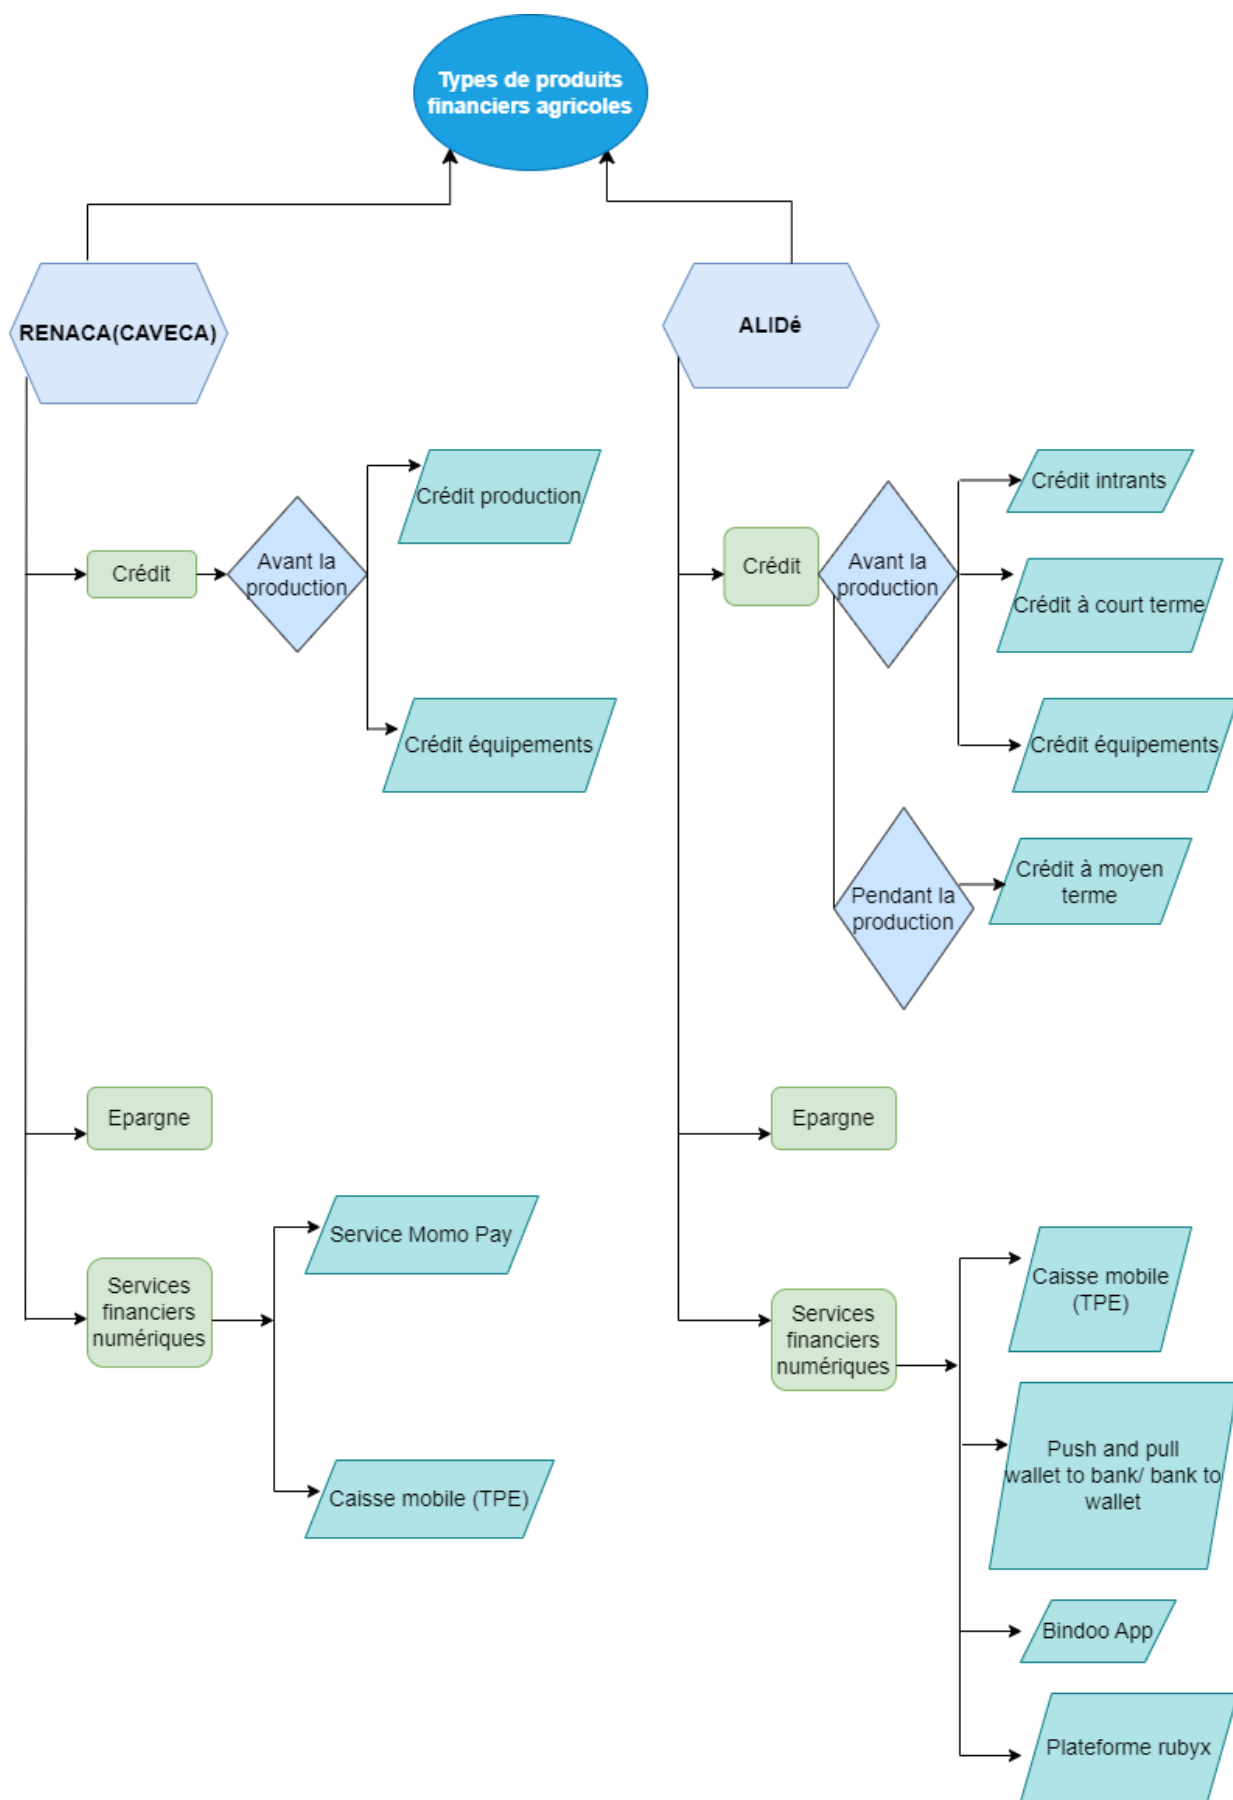 Types de produits
financiers agricoles
RENACA(CAVECA)
ALIDé
Crédit
Avant la
production
Crédit production
Crédit équipements
Crédit
Avant la
production
Crédit intrants
Crédit à court terme
Crédit équipements
Pendant la
production
Crédit à moyen
terme
Epargne
Epargne
Services
financiers
numériques
Service Momo Pay
Caisse mobile (TPE)
Services
financiers
numériques
Caisse mobile
(TPE)
Push and pull
wallet to bank/ bank to
wallet
Bindoo App
Plateforme rubyx